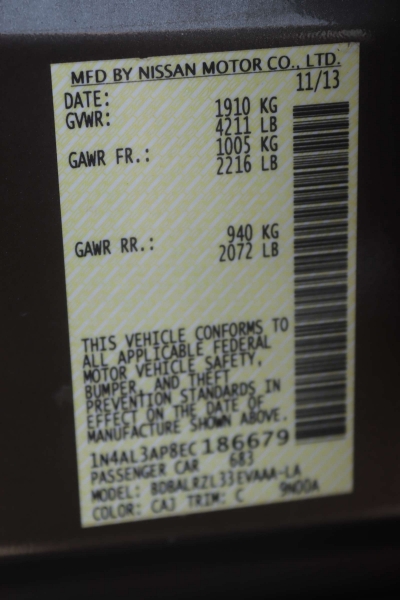 MFD BY NISSAN MOTOR CO., LTD.
DATE: 11/13
GVWR: 1910 KG
4211 LB
GAWR FR.: 1005 KG
2216 LB
GAWR RR.: 940 KG
2072 LB
THIS VEHICLE CONFORMS TO
ALL APPLICABLE FEDERAL
MOTOR VEHICLE SAFETY,
BUMPER, AND THEFT
PREVENTION STANDARDS IN
EFFECT ON THE DATE OF
MANUFACTURE SHOWN ABOVE.
1N4AL3AP8EC186679
PASSENGER CAR 683
MODEL: BDBALRZL33EVAAA-LA
COLOR: CAJ TRIM: C 9N00A